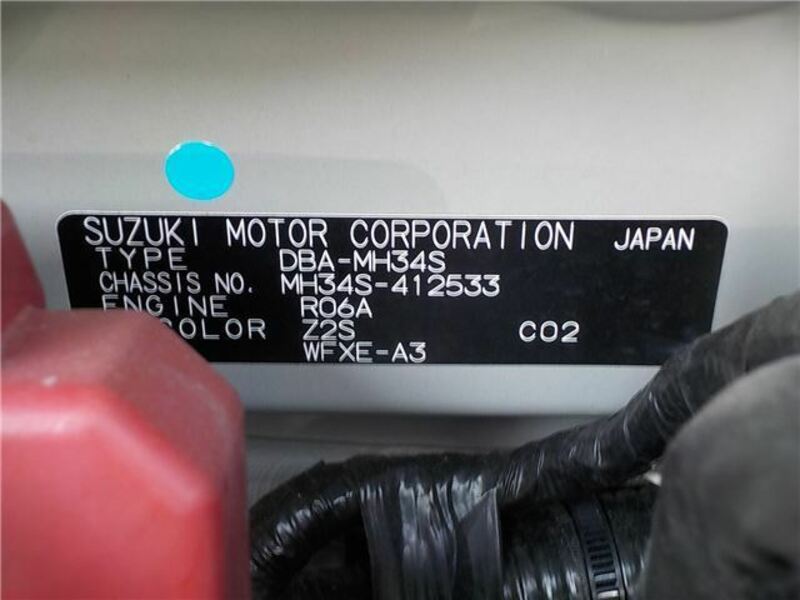 SUZUKI MOTOR CORPORATION JAPAN
TYPE DBA-MH34S
CHASSIS NO. MH34S-412533
ENGINE R06A
COLOR Z2S C02
WFXE-A3